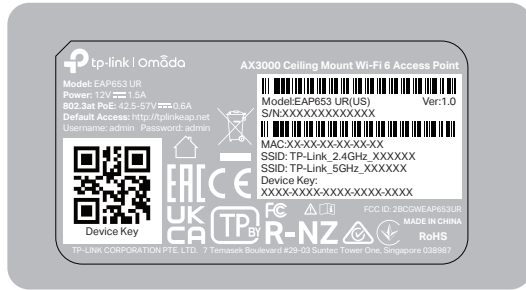 tp-link | omada
AX3000 Ceiling Mount Wi-Fi 6 Access Point
Model: EAP653 UR
Power: 12V⎓1.5A
802.3at PoE: 42.5-57V⎓0.6A
Default Access: http://tplinkeap.net
Username: admin Password: admin
Model:EAP653 UR(US) Ver:1.0
S/N:XXXXXXXXXXXXX
MAC:XX-XX-XX-XX-XX-XX
SSID: TP-Link_2.4GHz_XXXXXX
SSID: TP-Link_5GHz_XXXXXX
Device Key:
XXXX-XXXX-XXXX-XXXX-XXXX
Device Key
EAC CE
UK
CA
TP
BY
FC
R-NZ
FCC ID: 2BCGWEAP653UR
MADE IN CHINA
RoHS
TP-LINK CORPORATION PTE. LTD. 7 Temasek Boulevard #29-03 Suntec Tower One, Singapore 038987